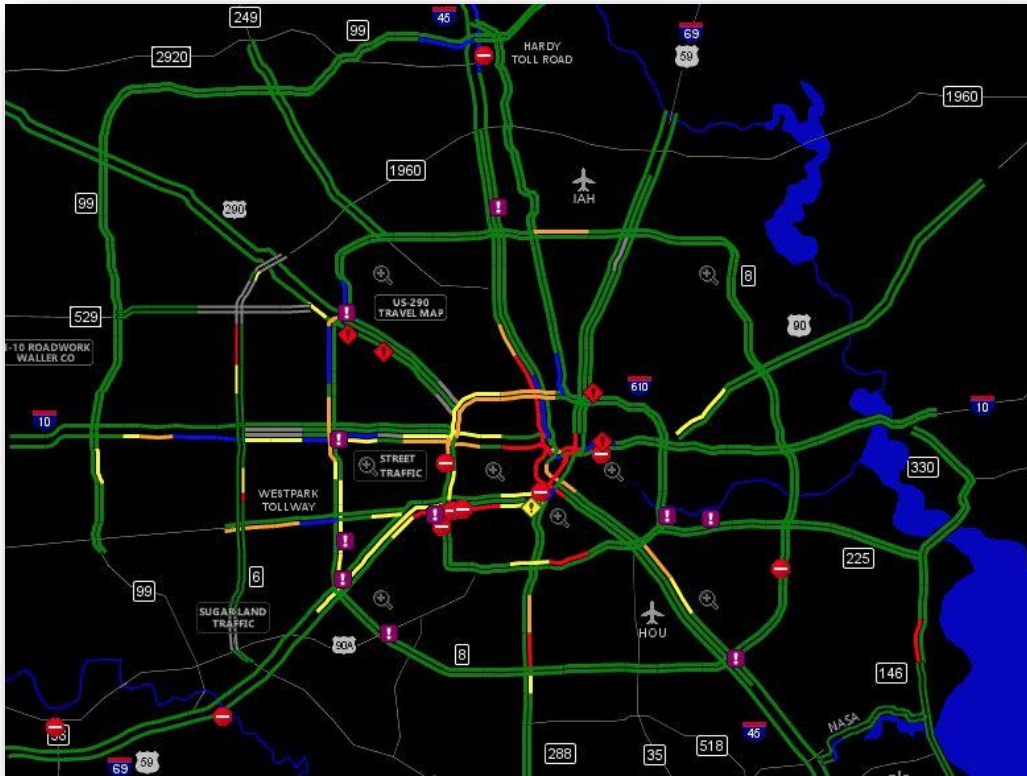 249
45
99
69
59
2920
HARDY
TOLL ROAD
1960
1960
IAH
99
290
8
US-290
TRAVEL MAP
529
90
I-10 ROADWORK
WALLER CO
610
10
10
STREET
TRAFFIC
330
WESTPARK
TOLLWAY
225
6
99
SUGAR LAND
TRAFFIC
HOU
90A
8
146
NASA
45
518
288
35
69
59